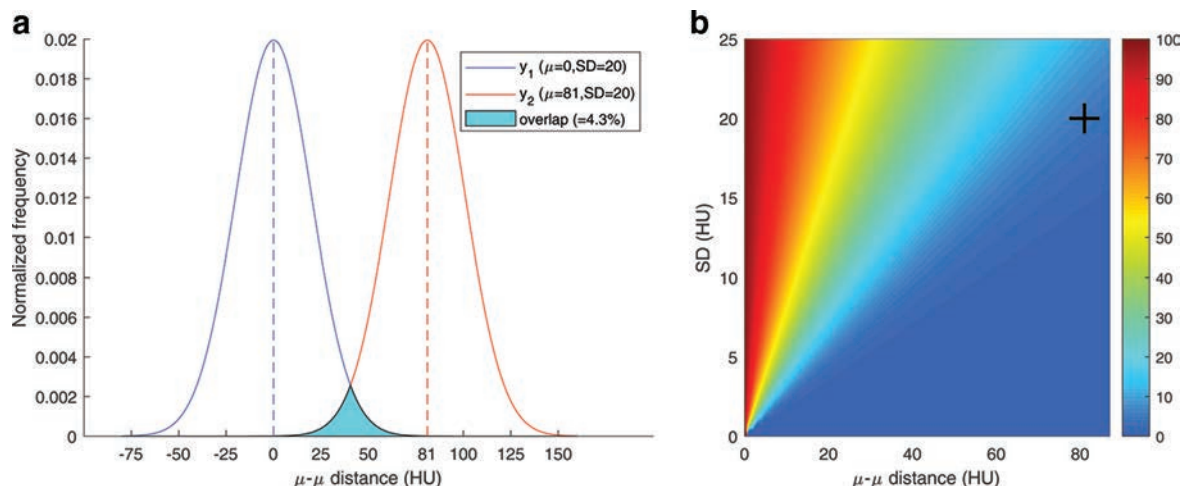 a
0.02
0.018
0.016
0.014
0.012
0.01
0.008
0.006
0.004
0.002
0
Normalized frequency
y1 (μ=0,SD=20)
y2 (μ=81,SD=20)
overlap (=4.3%)
-75 -50 -25 0 25 50 81 100 125 150
μ-μ distance (HU)
b
25
20
15
10
5
0
SD (HU)
0 20 40 60 80
μ-μ distance (HU)
100
90
80
70
60
50
40
30
20
10
0